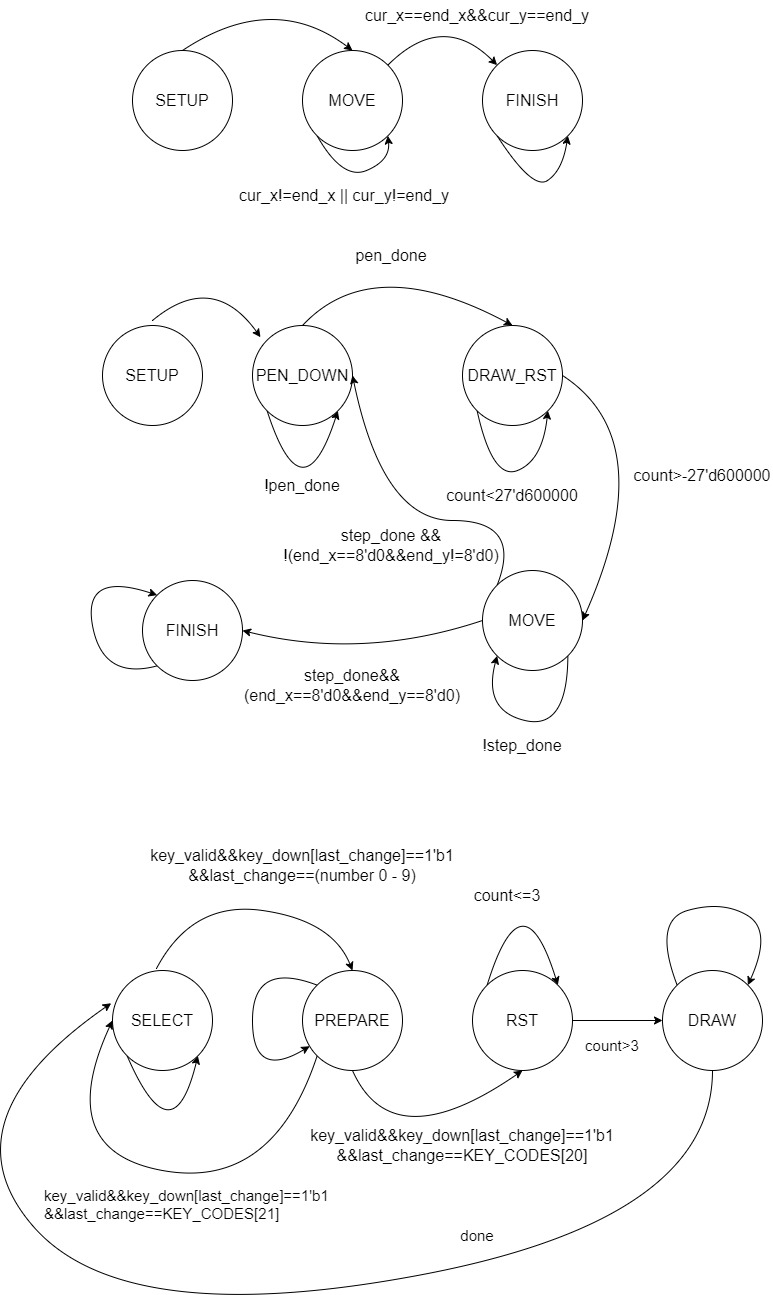 cur_x==end_x&&cur_y==end_y
SETUP
MOVE
FINISH
cur_x!=end_x || cur_y!=end_y
pen_done
SETUP
PEN_DOWN
DRAW_RST
!pen_done
count<27'd600000
count>-27'd600000
step_done &&
!(end_x==8'd0&&end_y!=8'd0)
FINISH
MOVE
step_done&&
(end_x==8'd0&&end_y==8'd0)
!step_done
key_valid&&key_down[last_change]==1'b1
&&last_change==(number 0 - 9)
count<=3
SELECT
PREPARE
RST
DRAW
count>3
key_valid&&key_down[last_change]==1'b1
&&last_change==KEY_CODES[20]
key_valid&&key_down[last_change]==1'b1
&&last_change==KEY_CODES[21]
done